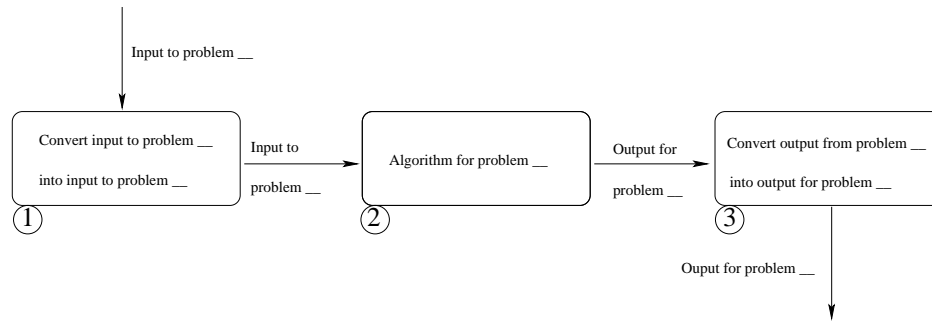 Input to problem __
Convert input to problem __
into input to problem __
1
Input to
problem __
Algorithm for problem __
2
Output for
problem __
Convert output from problem __
into output for problem __
3
Ouput for problem __